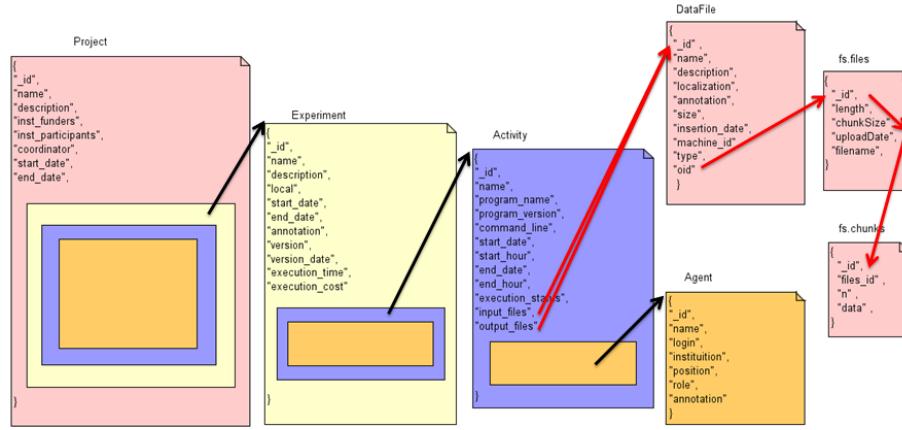 Project
{
"_id",
"name",
"description",
"inst_funders",
"inst_participants",
"coordinator",
"start_date",
"end_date",
}
Experiment
{
"_id",
"name",
"description",
"local",
"start_date",
"end_date",
"annotation",
"version",
"version_date",
"execution_time",
"execution_cost"
}
Activity
{
"_id",
"name",
"program_name",
"program_version",
"command_line",
"start_date",
"start_hour",
"end_date",
"end_hour",
"execution_status",
"input_files",
"output_files"
}
DataFile
{
"_id" ,
"name",
"description",
"localization",
"annotation",
"size",
"insertion_date",
"machine_id"
"type",
"oid"
}
Agent
{
"_id",
"name",
"login",
"instituition",
"position",
"role",
"annotation"
}
fs.files
{
"_id",
"length",
"chunkSize"
"uploadDate"
"filename",
}
fs.chunks
{
"_id",
"files_id" ,
"n" ,
"data" ,
}